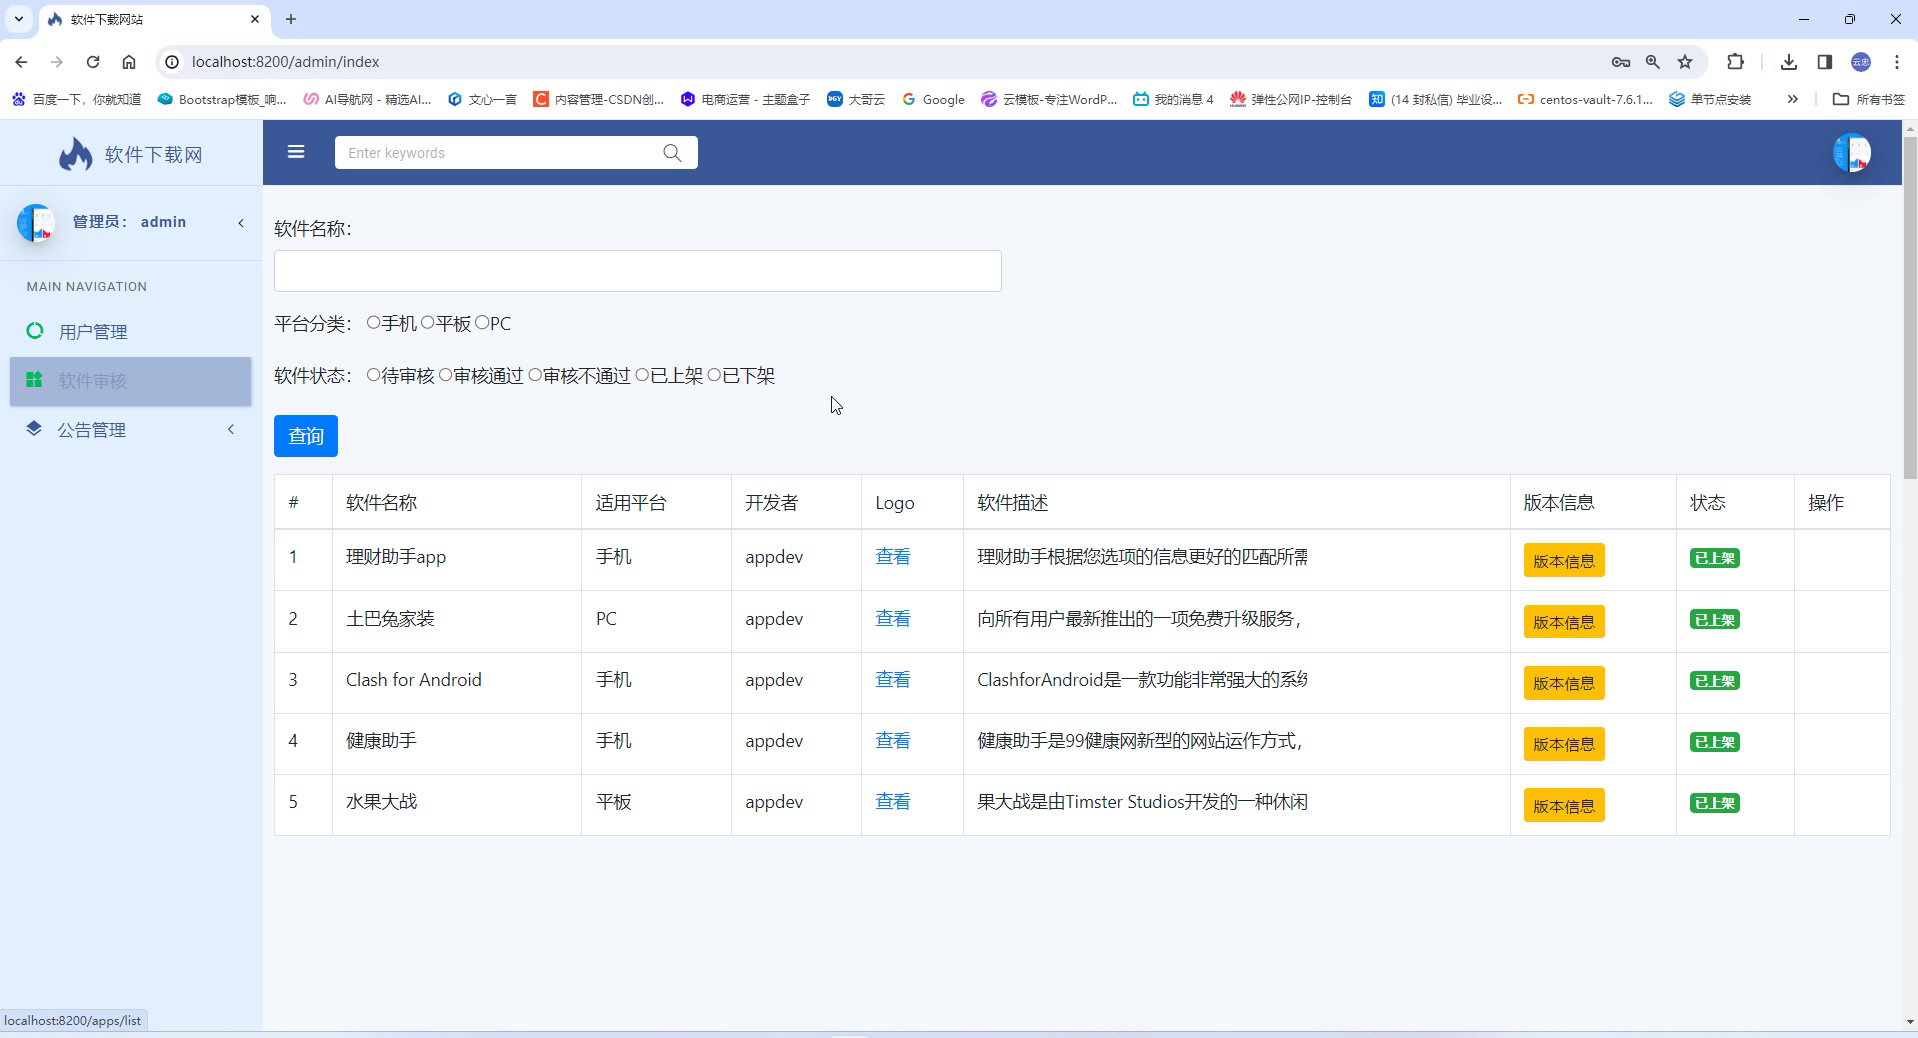 软件下载网站
localhost:8200/admin/index
云忠
百度一下，你就知道 Bootstrap模板_响... AI导航网 - 精选AI... 文心一言 内容管理-CSDN创... 电商运营 - 主题盒子 大哥云 Google 云模板-专注WordP... 我的消息 4 弹性公网IP-控制台 (14 封私信) 毕业设... centos-vault-7.6.1... 单节点安装 » 所有书签
软件下载网
Enter keywords
管理员： admin
MAIN NAVIGATION
用户管理
软件审核
公告管理
软件名称：
平台分类： 手机 平板 PC
软件状态： 待审核 审核通过 审核不通过 已上架 已下架
查询
# 软件名称 适用平台 开发者 Logo 软件描述 版本信息 状态 操作
1 理财助手app 手机 appdev 查看 理财助手根据您选项的信息更好的匹配所需 版本信息 已上架
2 土巴兔家装 PC appdev 查看 向所有用户最新推出的一项免费升级服务， 版本信息 已上架
3 Clash for Android 手机 appdev 查看 ClashforAndroid是一款功能非常强大的系统 版本信息 已上架
4 健康助手 手机 appdev 查看 健康助手是99健康网新型的网站运作方式， 版本信息 已上架
5 水果大战 平板 appdev 查看 果大战是由Timster Studios开发的一种休闲 版本信息 已上架
localhost:8200/apps/list